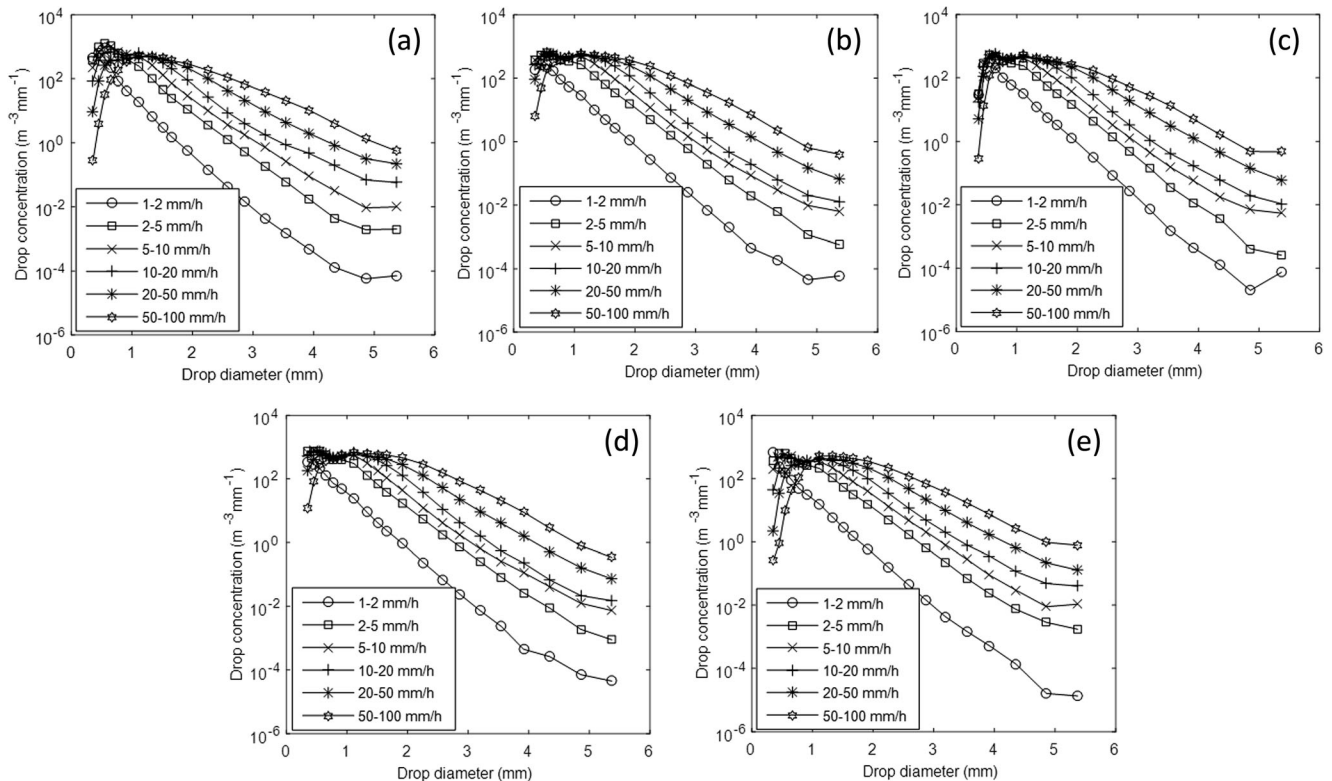 (a)
10^4
10^2
10^0
10^-2
10^-4
10^-6
Drop concentration (m^-3mm^-1)
1-2 mm/h
2-5 mm/h
5-10 mm/h
10-20 mm/h
20-50 mm/h
50-100 mm/h
0 1 2 3 4 5 6
Drop diameter (mm)
(b)
10^4
10^2
10^0
10^-2
10^-4
10^-6
Drop concentration (m^-3mm^-1)
1-2 mm/h
2-5 mm/h
5-10 mm/h
10-20 mm/h
20-50 mm/h
50-100 mm/h
0 1 2 3 4 5 6
Drop diameter (mm)
(c)
10^4
10^2
10^0
10^-2
10^-4
10^-6
Drop concentration (m^-3mm^-1)
1-2 mm/h
2-5 mm/h
5-10 mm/h
10-20 mm/h
20-50 mm/h
50-100 mm/h
0 1 2 3 4 5 6
Drop diameter (mm)
(d)
10^4
10^2
10^0
10^-2
10^-4
10^-6
Drop concentration (m^-3mm^-1)
1-2 mm/h
2-5 mm/h
5-10 mm/h
10-20 mm/h
20-50 mm/h
50-100 mm/h
0 1 2 3 4 5 6
Drop diameter (mm)
(e)
10^4
10^2
10^0
10^-2
10^-4
10^-6
Drop concentration (m^-3mm^-1)
1-2 mm/h
2-5 mm/h
5-10 mm/h
10-20 mm/h
20-50 mm/h
50-100 mm/h
0 1 2 3 4 5 6
Drop diameter (mm)